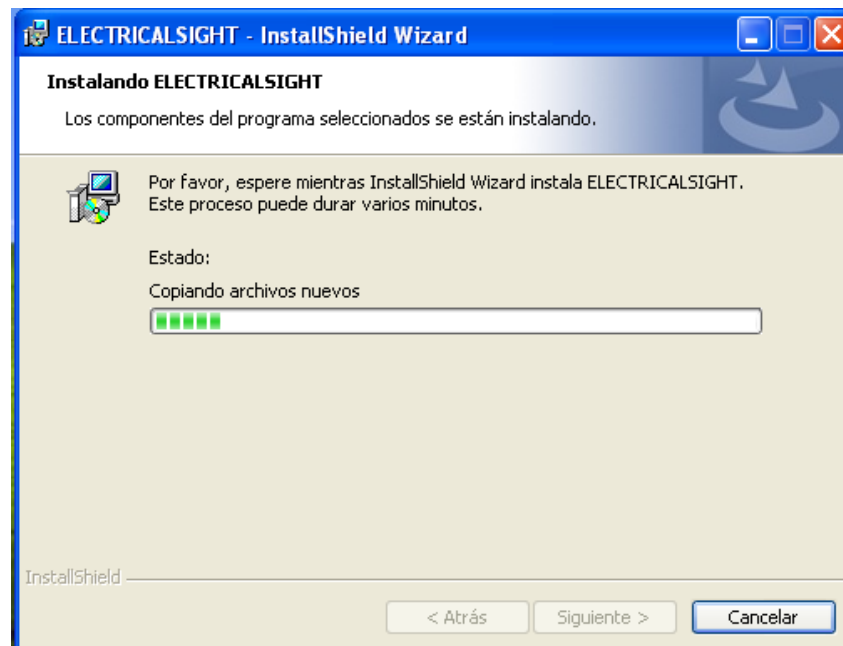 ELECTRICALSIGHT - InstallShield Wizard
Instalando ELECTRICALSIGHT
Los componentes del programa seleccionados se están instalando.
Por favor, espere mientras InstallShield Wizard instala ELECTRICALSIGHT.
Este proceso puede durar varios minutos.
Estado:
Copiando archivos nuevos
InstallShield
< Atrás
Siguiente >
Cancelar